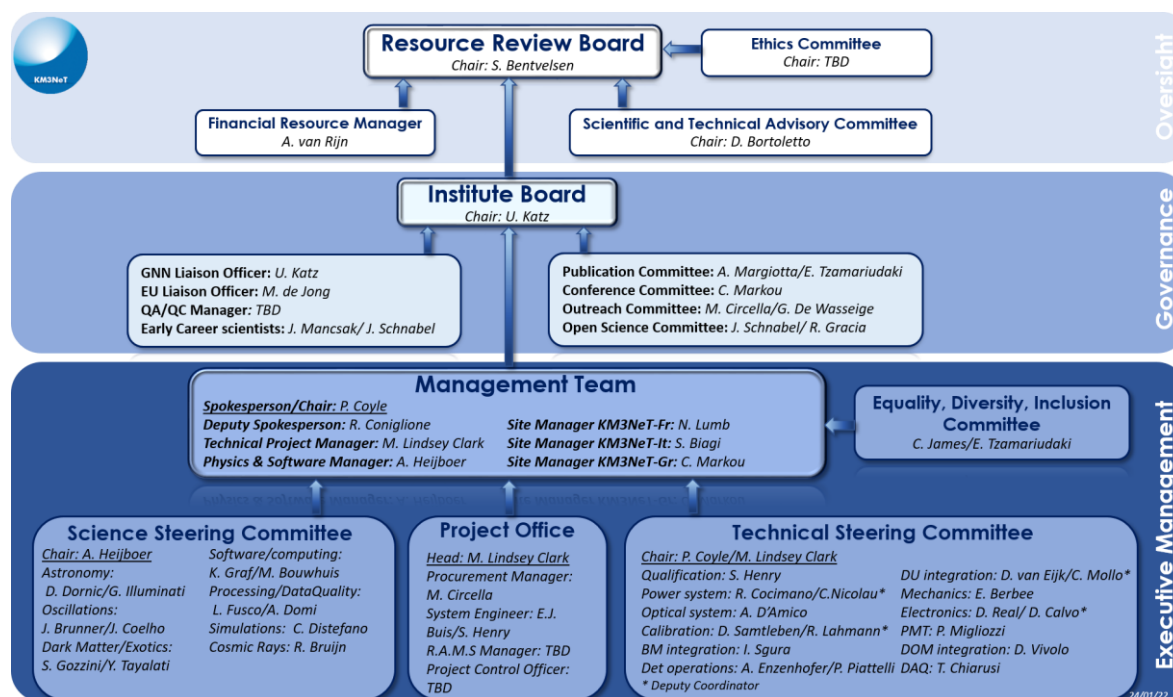 KM3NeT
Resource Review Board
Chair: S. Bentvelsen
Ethics Committee
Chair: TBD
Financial Resource Manager
A. van Rijn
Scientific and Technical Advisory Committee
Chair: D. Bortoletto
Oversight
Institute Board
Chair: U. Katz
GNN Liaison Officer: U. Katz
EU Liaison Officer: M. de Jong
QA/QC Manager: TBD
Early Career scientists: J. Mancsak/ J. Schnabel
Publication Committee: A. Margiotta/E. Tzamariudaki
Conference Committee: C. Markou
Outreach Committee: M. Circella/G. De Wasseige
Open Science Committee: J. Schnabel/ R. Gracia
Governance
Management Team
Spokesperson/Chair: P. Coyle
Deputy Spokesperson: R. Coniglione
Technical Project Manager: M. Lindsey Clark
Physics & Software Manager: A. Heijboer
Site Manager KM3NeT-Fr: N. Lumb
Site Manager KM3NeT-It: S. Biagi
Site Manager KM3NeT-Gr: C. Markou
Equality, Diversity, Inclusion
Committee
C. James/E. Tzamariudaki
Science Steering Committee
Chair: A. Heijboer
Astronomy:
D. Dornic/G. Illuminati
Oscillations:
J. Brunner/J. Coelho
Dark Matter/Exotics:
S. Gozzini/Y. Tayalati
Software/computing:
K. Graf/M. Bouwhuis
Processing/DataQuality:
L. Fusco/A. Domi
Simulations: C. Distefano
Cosmic Rays: R. Bruijn
Project Office
Head: M. Lindsey Clark
Procurement Manager:
M. Circella
System Engineer: E.J.
Buis/S. Henry
R.A.M.S Manager: TBD
Project Control Officer:
TBD
Technical Steering Committee
Chair: P. Coyle/M. Lindsey Clark
Qualification: S. Henry
Power system: R. Cocimano/C.Nicolau*
Optical system: A. D'Amico
Calibration: D. Samtleben/R. Lahmann*
BM integration: I. Sgura
Det operations: A. Enzenhofer/P. Piattelli
* Deputy Coordinator
DU integration: D. van Eijk/C. Mollo*
Mechanics: E. Berbee
Electronics: D. Real/ D. Calvo*
PMT: P. Migliozzi
DOM integration: D. Vivolo
DAQ: T. Chiarusi
Executive Management
24/01/22